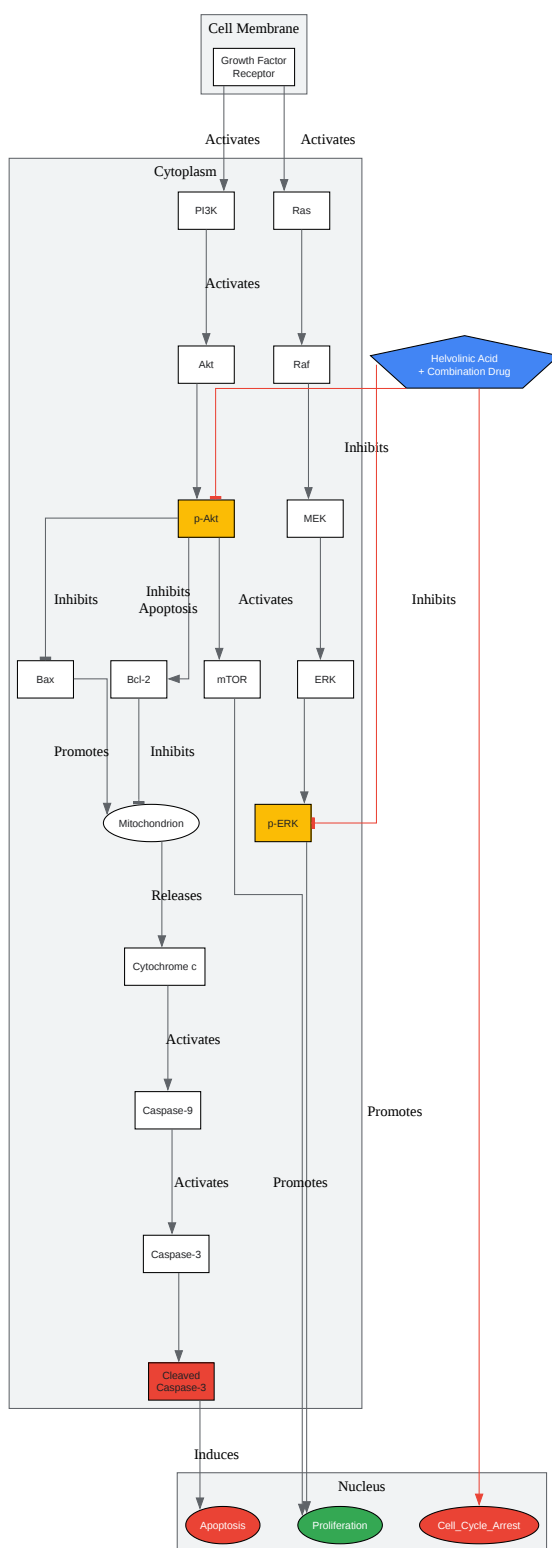 Cell Membrane
Growth Factor
Receptor
Activates
Activates
Cytoplasm
PI3K
Ras
Activates
Akt
Raf
Helvolinic Acid
+ Combination Drug
Inhibits
p-Akt
MEK
Inhibits
Inhibits
Apoptosis
Activates
Inhibits
Bax
Bcl-2
mTOR
ERK
Promotes
Inhibits
Mitochondrion
p-ERK
Releases
Cytochrome c
Activates
Caspase-9
Promotes
Activates
Promotes
Caspase-3
Cleaved
Caspase-3
Induces
Nucleus
Apoptosis
Proliferation
Cell_Cycle_Arrest